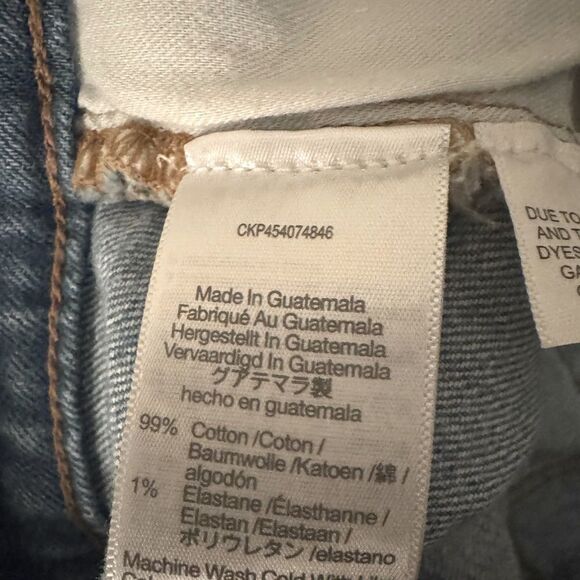 CKP454074846
Made In Guatemala
Fabriqué Au Guatemala
Hergestellt In Guatemala
Vervaardigd In Guatemala
グアテマラ製
hecho en guatemala
99% Cotton /Coton /
Baumwolle /Katoen /綿 /
algodón
1% Elastane /Élasthanne /
Elastan /Elastaan /
ポリウレタン /elastano
Machine Wash Cold With
DUE TO
AND T
DYES
GA